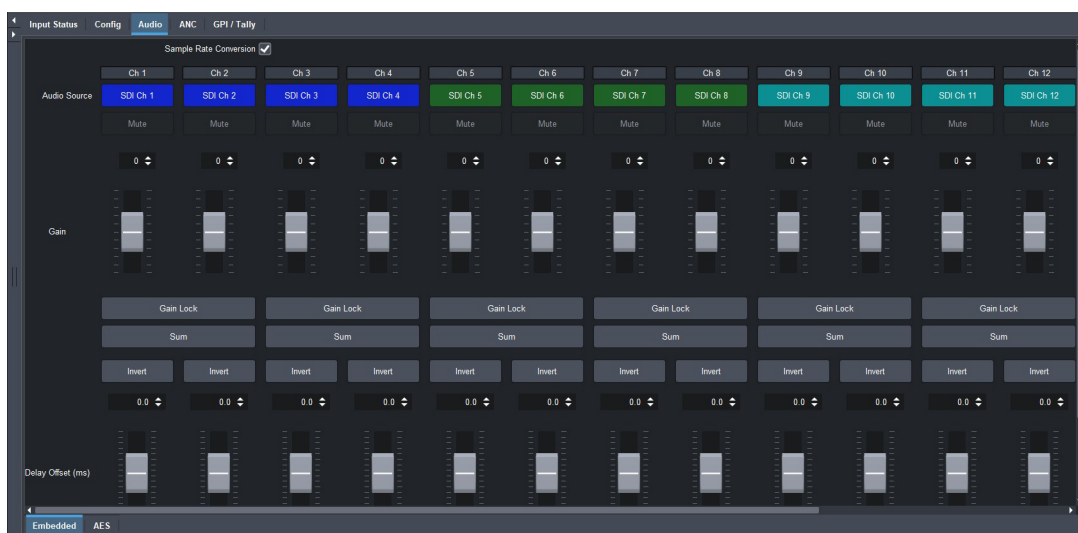 Input Status Config Audio ANC GPI / Tally
Sample Rate Conversion
Ch 1 Ch 2 Ch 3 Ch 4 Ch 5 Ch 6 Ch 7 Ch 8 Ch 9 Ch 10 Ch 11 Ch 12
Audio Source SDI Ch 1 SDI Ch 2 SDI Ch 3 SDI Ch 4 SDI Ch 5 SDI Ch 6 SDI Ch 7 SDI Ch 8 SDI Ch 9 SDI Ch 10 SDI Ch 11 SDI Ch 12
Mute Mute Mute Mute Mute Mute Mute Mute Mute Mute Mute Mute
0 0 0 0 0 0 0 0 0 0 0 0
Gain
Gain Lock Gain Lock Gain Lock Gain Lock Gain Lock Gain Lock
Sum Sum Sum Sum Sum Sum
Invert Invert Invert Invert Invert Invert Invert Invert Invert Invert Invert Invert
0.0 0.0 0.0 0.0 0.0 0.0 0.0 0.0 0.0 0.0 0.0 0.0
Delay Offset (ms)
Embedded AES